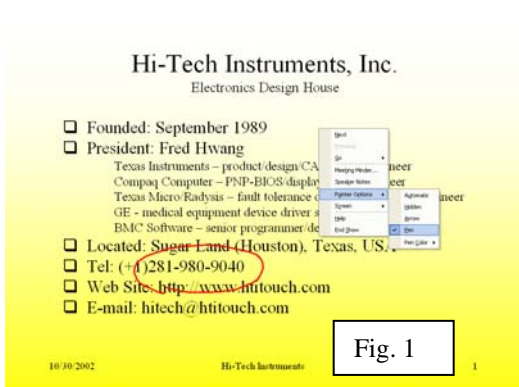 Hi-Tech Instruments, Inc.
Electronics Design House
Founded: September 1989
President: Fred Hwang
Texas Instruments – product/design/CA neer
Compaq Computer – PNP-BIOS/display eer
Texas Micro/Radysis – fault tolerance ineer
GE - medical equipment device driver s
BMC Software – senior programmer/de
Located: Sugar Land (Houston), Texas, USA
Tel: (+1)281-980-9040
Web Site: http://www.htitouch.com
E-mail: hitech@htitouch.com
Next
Go
Meeting Minder...
Speaker Notes
Pointer Options
Screen
Help
End Show
Automatic
Hidden
Arrow
Pen
Pen Color
Fig. 1
10/30/2002
Hi-Tech Instruments
1